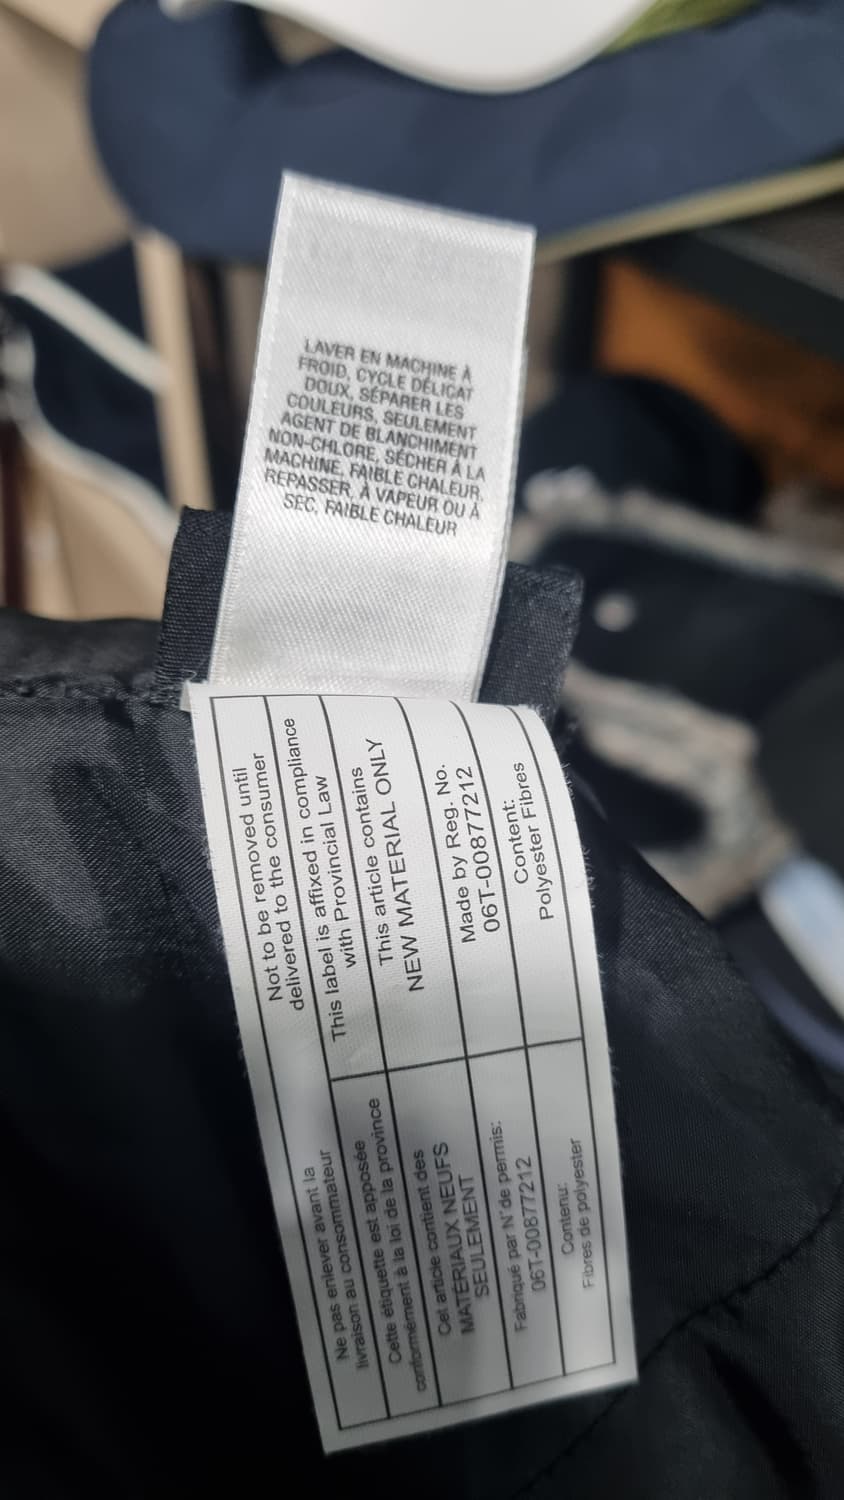 LAVER EN MACHINE À
FROID, CYCLE DÉLICAT
DOUX, SÉPARER LES
COULEURS, SEULEMENT
AGENT DE BLANCHIMENT
NON-CHLORE, SÉCHER À LA
MACHINE, FAIBLE CHALEUR.
REPASSER, À VAPEUR OU À
SEC, FAIBLE CHALEUR
Not to be removed until
delivered to the consumer
This label is affixed in compliance
with Provincial Law
This article contains
NEW MATERIAL ONLY
Made by Reg. No.
06T-00877212
Content:
Polyester Fibres
Ne pas enlever avant la
livraison au consommateur
Cette étiquette est apposée
conformément à la loi de la province
Cet article contient des
MATÉRIAUX NEUFS
SEULEMENT
Fabriqué par N° de permis:
06T-00877212
Contenu:
Fibres de polyester